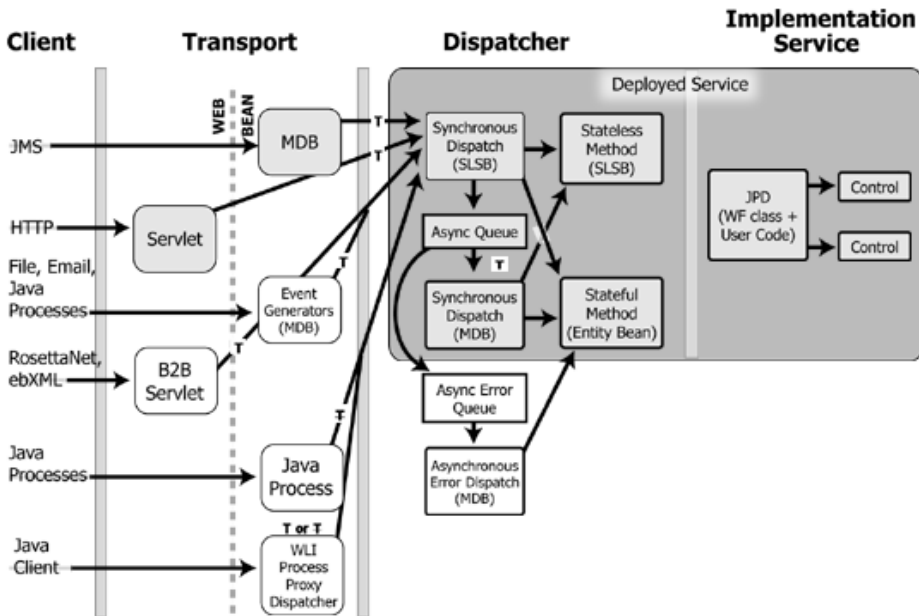 Client
Transport
Dispatcher
Implementation
Service
Deployed Service
WEB
BEAN
JMS
MDB
T
T
Synchronous
Dispatch
(SLSB)
Stateless
Method
(SLSB)
JPD
(WF class +
User Code)
Control
Control
HTTP
Servlet
Async Queue
T
T
File, Email,
Java
Processes
Event
Generators
(MDB)
T
Synchronous
Dispatch
(MDB)
Stateful
Method
(Entity Bean)
RosettaNet,
ebXML
B2B
Servlet
Async Error
Queue
T
Java
Processes
Java
Process
Asynchronous
Error Dispatch
(MDB)
T or T
Java
Client
WLI
Process
Proxy
Dispatcher